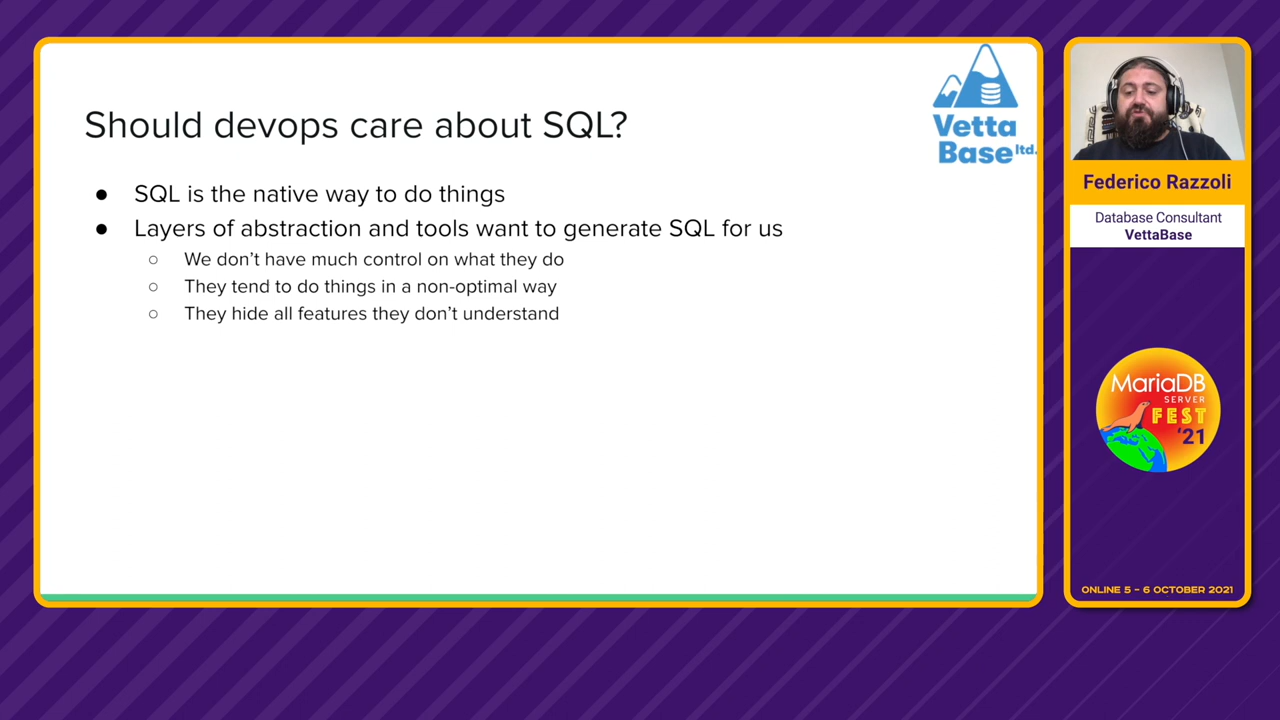 Should devops care about SQL?
● SQL is the native way to do things
● Layers of abstraction and tools want to generate SQL for us
○ We don’t have much control on what they do
○ They tend to do things in a non-optimal way
○ They hide all features they don’t understand
Vetta
Base ltd.
Federico Razzoli
Database Consultant
VettaBase
MariaDB
SERVER
FEST
'21
ONLINE 5 - 6 OCTOBER 2021